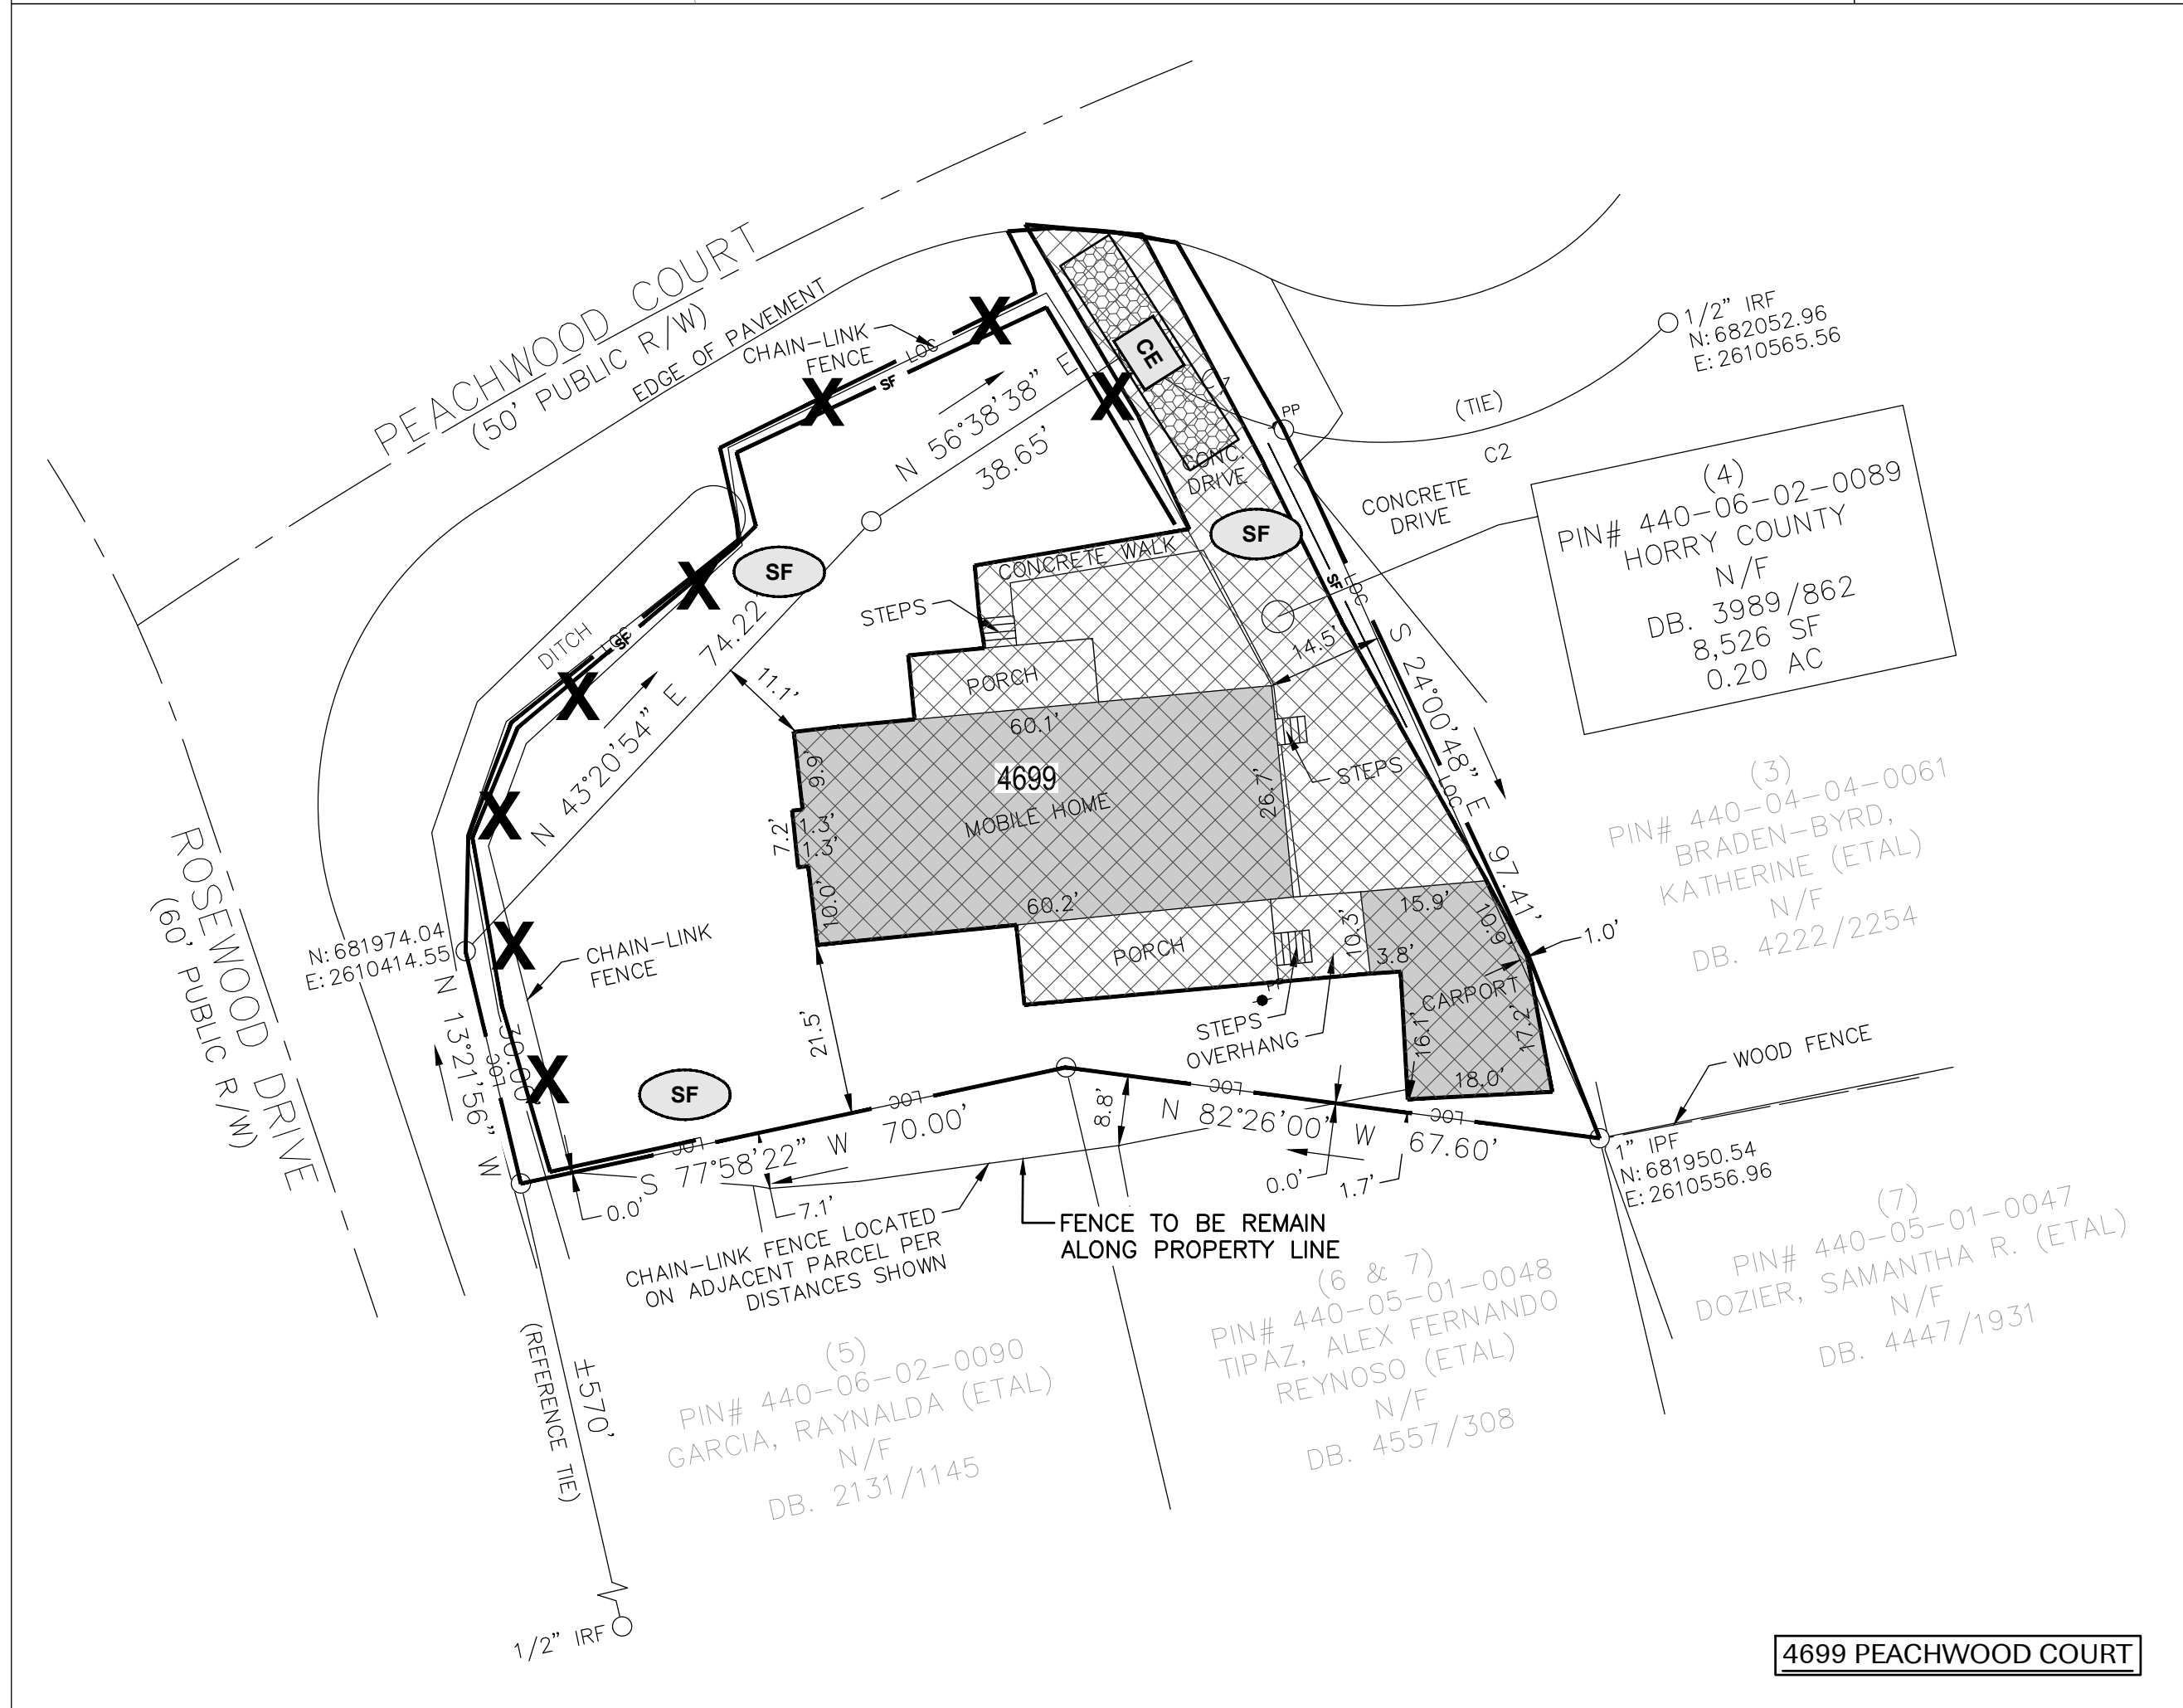 PEACHWOOD COURT
(50' PUBLIC R/W)
EDGE OF PAVEMENT
CHAIN-LINK
FENCE
LOC
SF
X
X
X
N 56°38'38" E
38.65'
CE
PP
CONC.
DRIVE
1/2" IRF
N: 682052.96
E: 2610565.56
(TIE)
C2
CONCRETE
DRIVE
(4)
PIN# 440-06-02-0089
HORRY COUNTY
N/F
DB. 3989/862
8,526 SF
0.20 AC
SF
SF
CONCRETE WALK
STEPS
PORCH
DITCH
LOC
SF
X
X
X
X
X
74.22'
N 43°20'54" E
11.1'
SF
LOC
14.5'
S 24°00'48" E
97.41'
LOC
60.1'
4699
MOBILE HOME
9.9'
7.2'
1.3'
1.3'
10.0'
26.7'
STEPS
60.2'
PORCH
15.9'
10.9'
10.3'
3.8'
CARPORT
16.1'
17.2'
18.0'
1.0'
STEPS
OVERHANG
(3)
PIN# 440-04-04-0061
BRADEN-BYRD,
KATHERINE (ETAL)
N/F
DB. 4222/2254
ROSEWOOD DRIVE
(60' PUBLIC R/W)
N: 681974.04
E: 2610414.55
CHAIN-LINK
FENCE
N 13°21'56" W
30.00'
LOC
21.5'
SF
LOC
LOC
S 77°58'22" W
70.00'
8.8'
LOC
LOC
N 82°26'00" W
67.60'
WOOD FENCE
1" IPF
N: 681950.54
E: 2610556.96
0.0'
7.1'
0.0'
1.7'
CHAIN-LINK FENCE LOCATED
ON ADJACENT PARCEL PER
DISTANCES SHOWN
FENCE TO BE REMAIN
ALONG PROPERTY LINE
(7)
PIN# 440-05-01-0047
DOZIER, SAMANTHA R. (ETAL)
N/F
DB. 4447/1931
(6 & 7)
PIN# 440-05-01-0048
TIPAZ, ALEX FERNANDO
REYNOSO (ETAL)
N/F
DB. 4557/308
(5)
PIN# 440-06-02-0090
GARCIA, RAYNALDA (ETAL)
N/F
DB. 2131/1145
±570'
(REFERENCE TIE)
1/2" IRF
4699 PEACHWOOD COURT